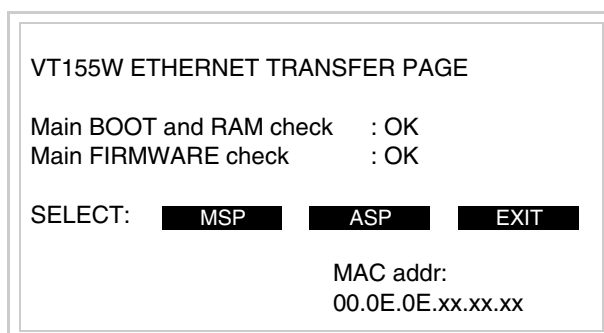 VT155W ETHERNET TRANSFER PAGE
Main BOOT and RAM check : OK
Main FIRMWARE check : OK
SELECT: MSP ASP EXIT
MAC addr:
00.0E.0E.xx.xx.xx